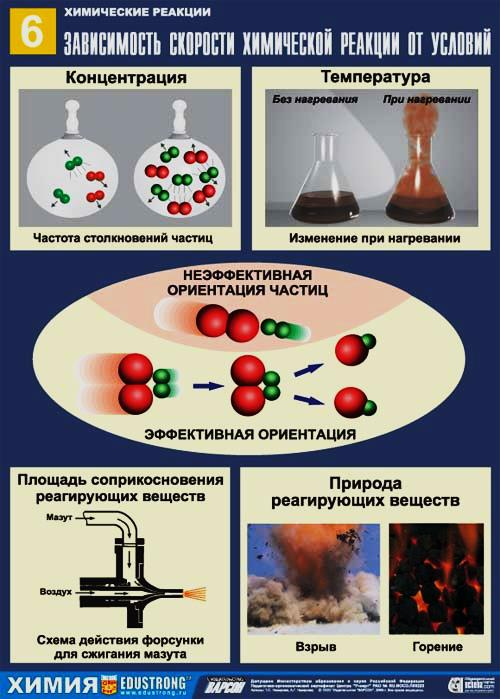 6
ХИМИЧЕСКИЕ РЕАКЦИИ
ЗАВИСИМОСТЬ СКОРОСТИ ХИМИЧЕСКОЙ РЕАКЦИИ ОТ УСЛОВИЙ
Концентрация
Частота столкновений частиц
Температура
Без нагревания
При нагревании
Изменение при нагревании
НЕЭФФЕКТИВНАЯ
ОРИЕНТАЦИЯ ЧАСТИЦ
ЭФФЕКТИВНАЯ ОРИЕНТАЦИЯ
Площадь соприкосновения
реагирующих веществ
Мазут
Воздух
Схема действия форсунки
для сжигания мазута
Природа
реагирующих веществ
Взрыв
Горение
ХИМИЯ
EDUSTRONG
www.edustrong.ru
ВАРСОН